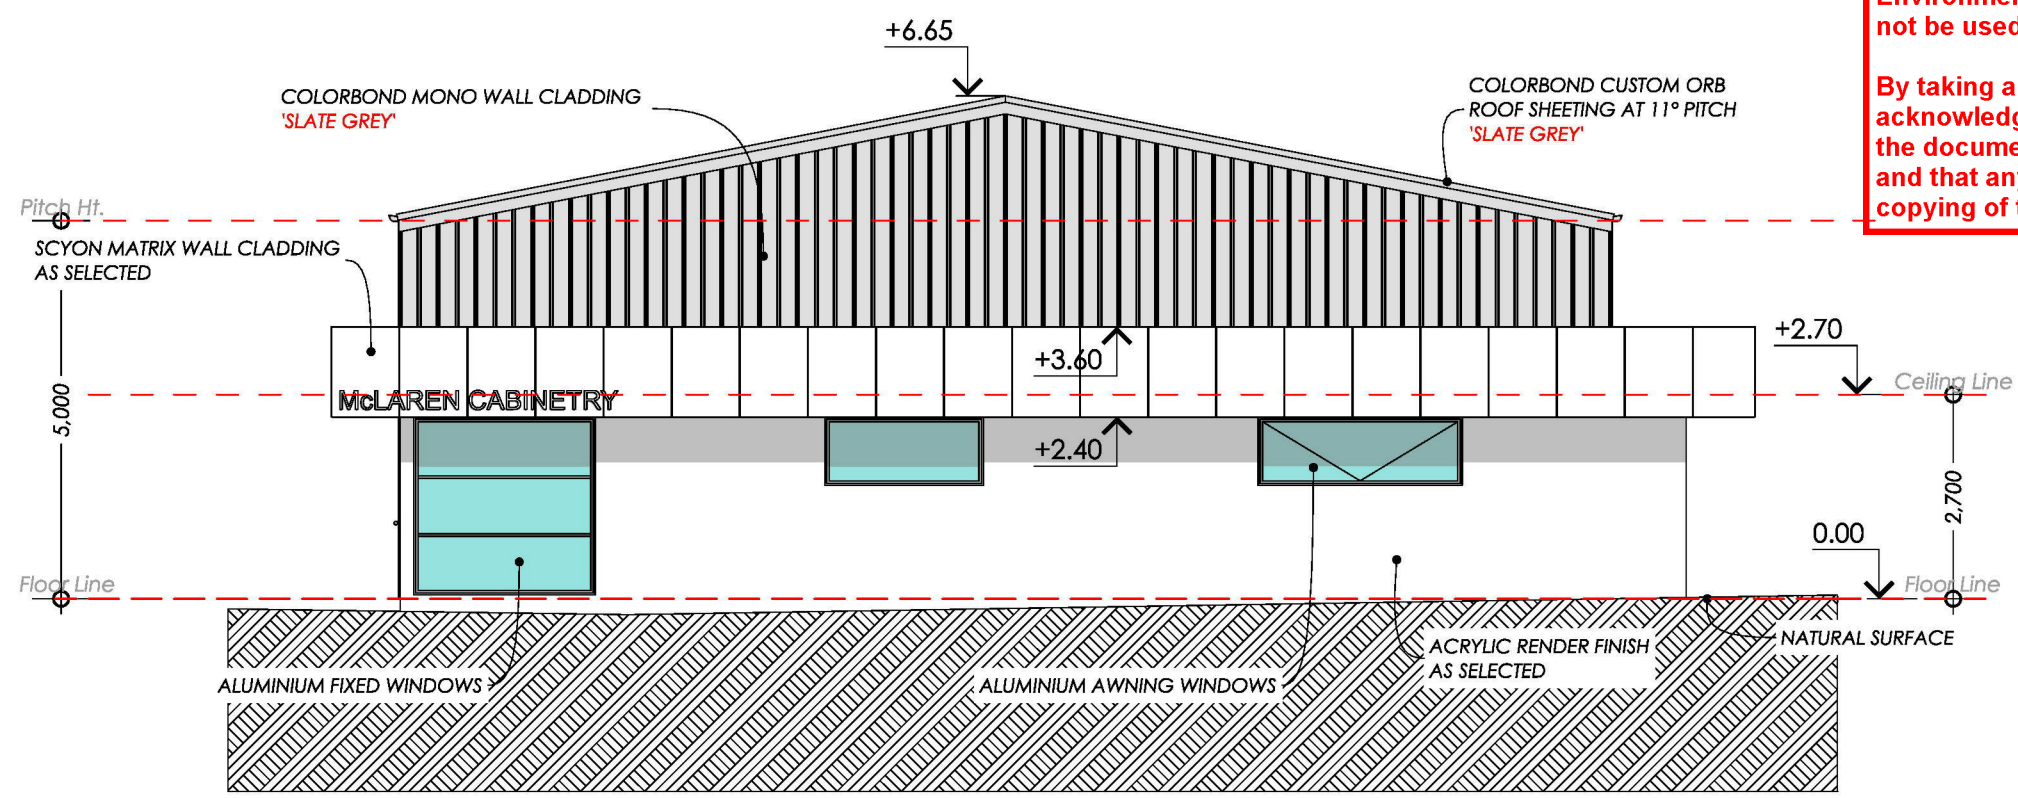 +6.65
Environmen
not be used
By taking a
acknowledg
the docume
and that any
copying of t
COLORBOND MONO WALL CLADDING
'SLATE GREY'
COLORBOND CUSTOM ORB
ROOF SHEETING AT 11° PITCH
'SLATE GREY'
Pitch Ht.
SCYON MATRIX WALL CLADDING
AS SELECTED
+2.70
+3.60
Ceiling Line
McLAREN CABINETRY
5,000
+2.40
2,700
0.00
Floor Line
Floor Line
NATURAL SURFACE
ACRYLIC RENDER FINISH
AS SELECTED
ALUMINIUM FIXED WINDOWS
ALUMINIUM AWNING WINDOWS